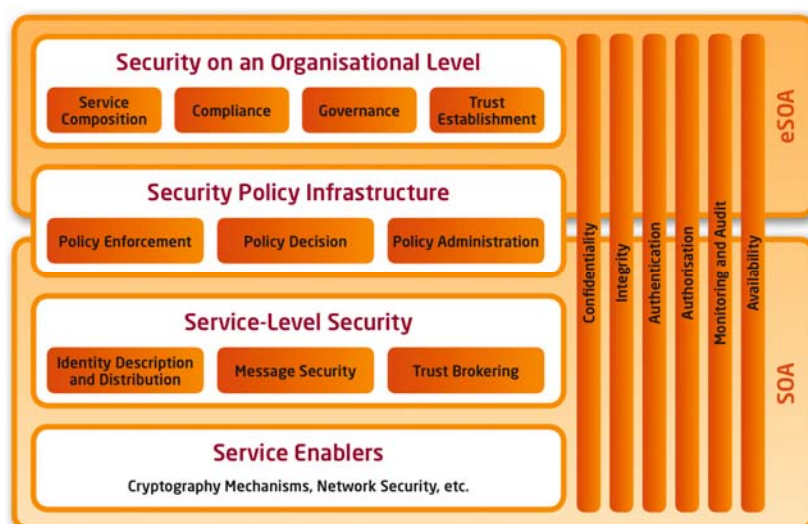 Security on an Organisational Level
Service
Composition
Compliance
Governance
Trust
Establishment
Security Policy Infrastructure
Policy Enforcement
Policy Decision
Policy Administration
Service-Level Security
Identity Description
and Distribution
Message Security
Trust Brokering
Service Enablers
Cryptography Mechanisms, Network Security, etc.
Confidentiality
Integrity
Authentication
Authorisation
Monitoring and Audit
Availability
eSOA
SOA